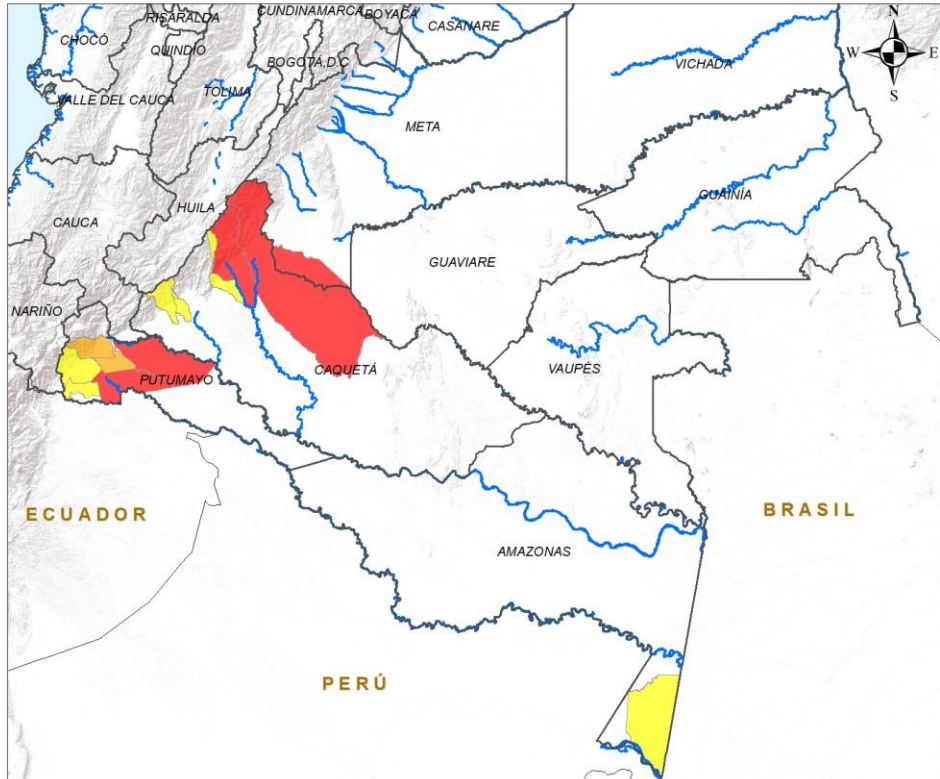 CUNDINAMARCA
BOYACÁ
RISARALDA
CASANARE
N
CHOCÓ
QUINDÍO
W
E
BOGOTÁ, D.C
VICHADA
S
TOLIMA
VALLE DEL CAUCA
META
GUAINÍA
HUILA
CAUCA
GUAVIARE
NARIÑO
CAQUETÁ
VAUPÉS
PUTUMAYO
ECUADOR
BRASIL
AMAZONAS
PERÚ